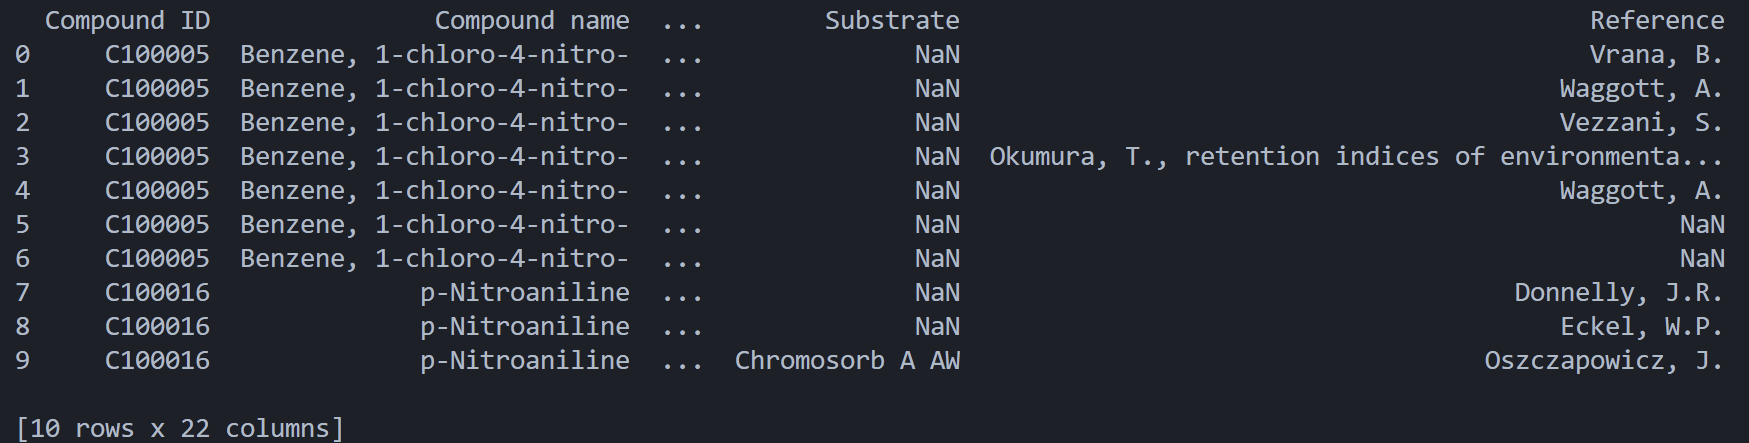 Compound ID Compound name ... Substrate Reference
0 C100005 Benzene, 1-chloro-4-nitro- ... NaN Vrana, B.
1 C100005 Benzene, 1-chloro-4-nitro- ... NaN Waggott, A.
2 C100005 Benzene, 1-chloro-4-nitro- ... NaN Vezzani, S.
3 C100005 Benzene, 1-chloro-4-nitro- ... NaN Okumura, T., retention indices of environmenta...
4 C100005 Benzene, 1-chloro-4-nitro- ... NaN Waggott, A.
5 C100005 Benzene, 1-chloro-4-nitro- ... NaN NaN
6 C100005 Benzene, 1-chloro-4-nitro- ... NaN NaN
7 C100016 p-Nitroaniline ... NaN Donnelly, J.R.
8 C100016 p-Nitroaniline ... NaN Eckel, W.P.
9 C100016 p-Nitroaniline ... Chromosorb A AW Oszczapowicz, J.
[10 rows x 22 columns]